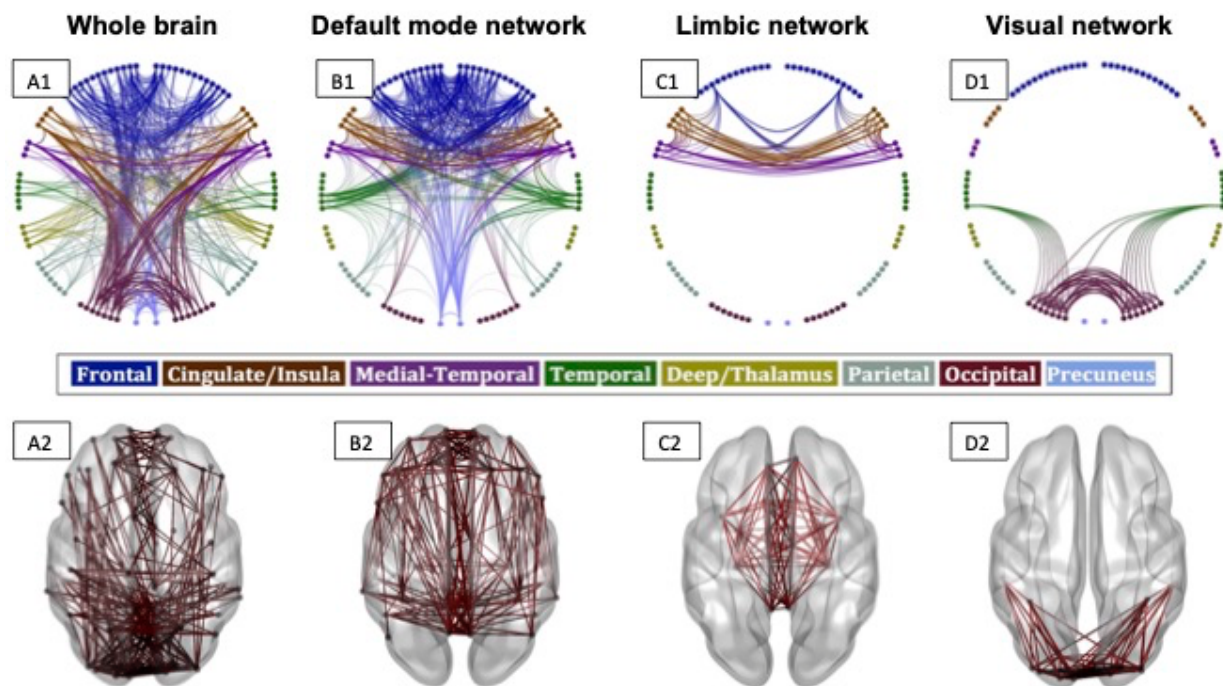 Whole brain Default mode network Limbic network Visual network
A1 B1 C1 D1
Frontal Cingulate/Insula Medial-Temporal Temporal Deep/Thalamus Parietal Occipital Precuneus
A2 B2 C2 D2